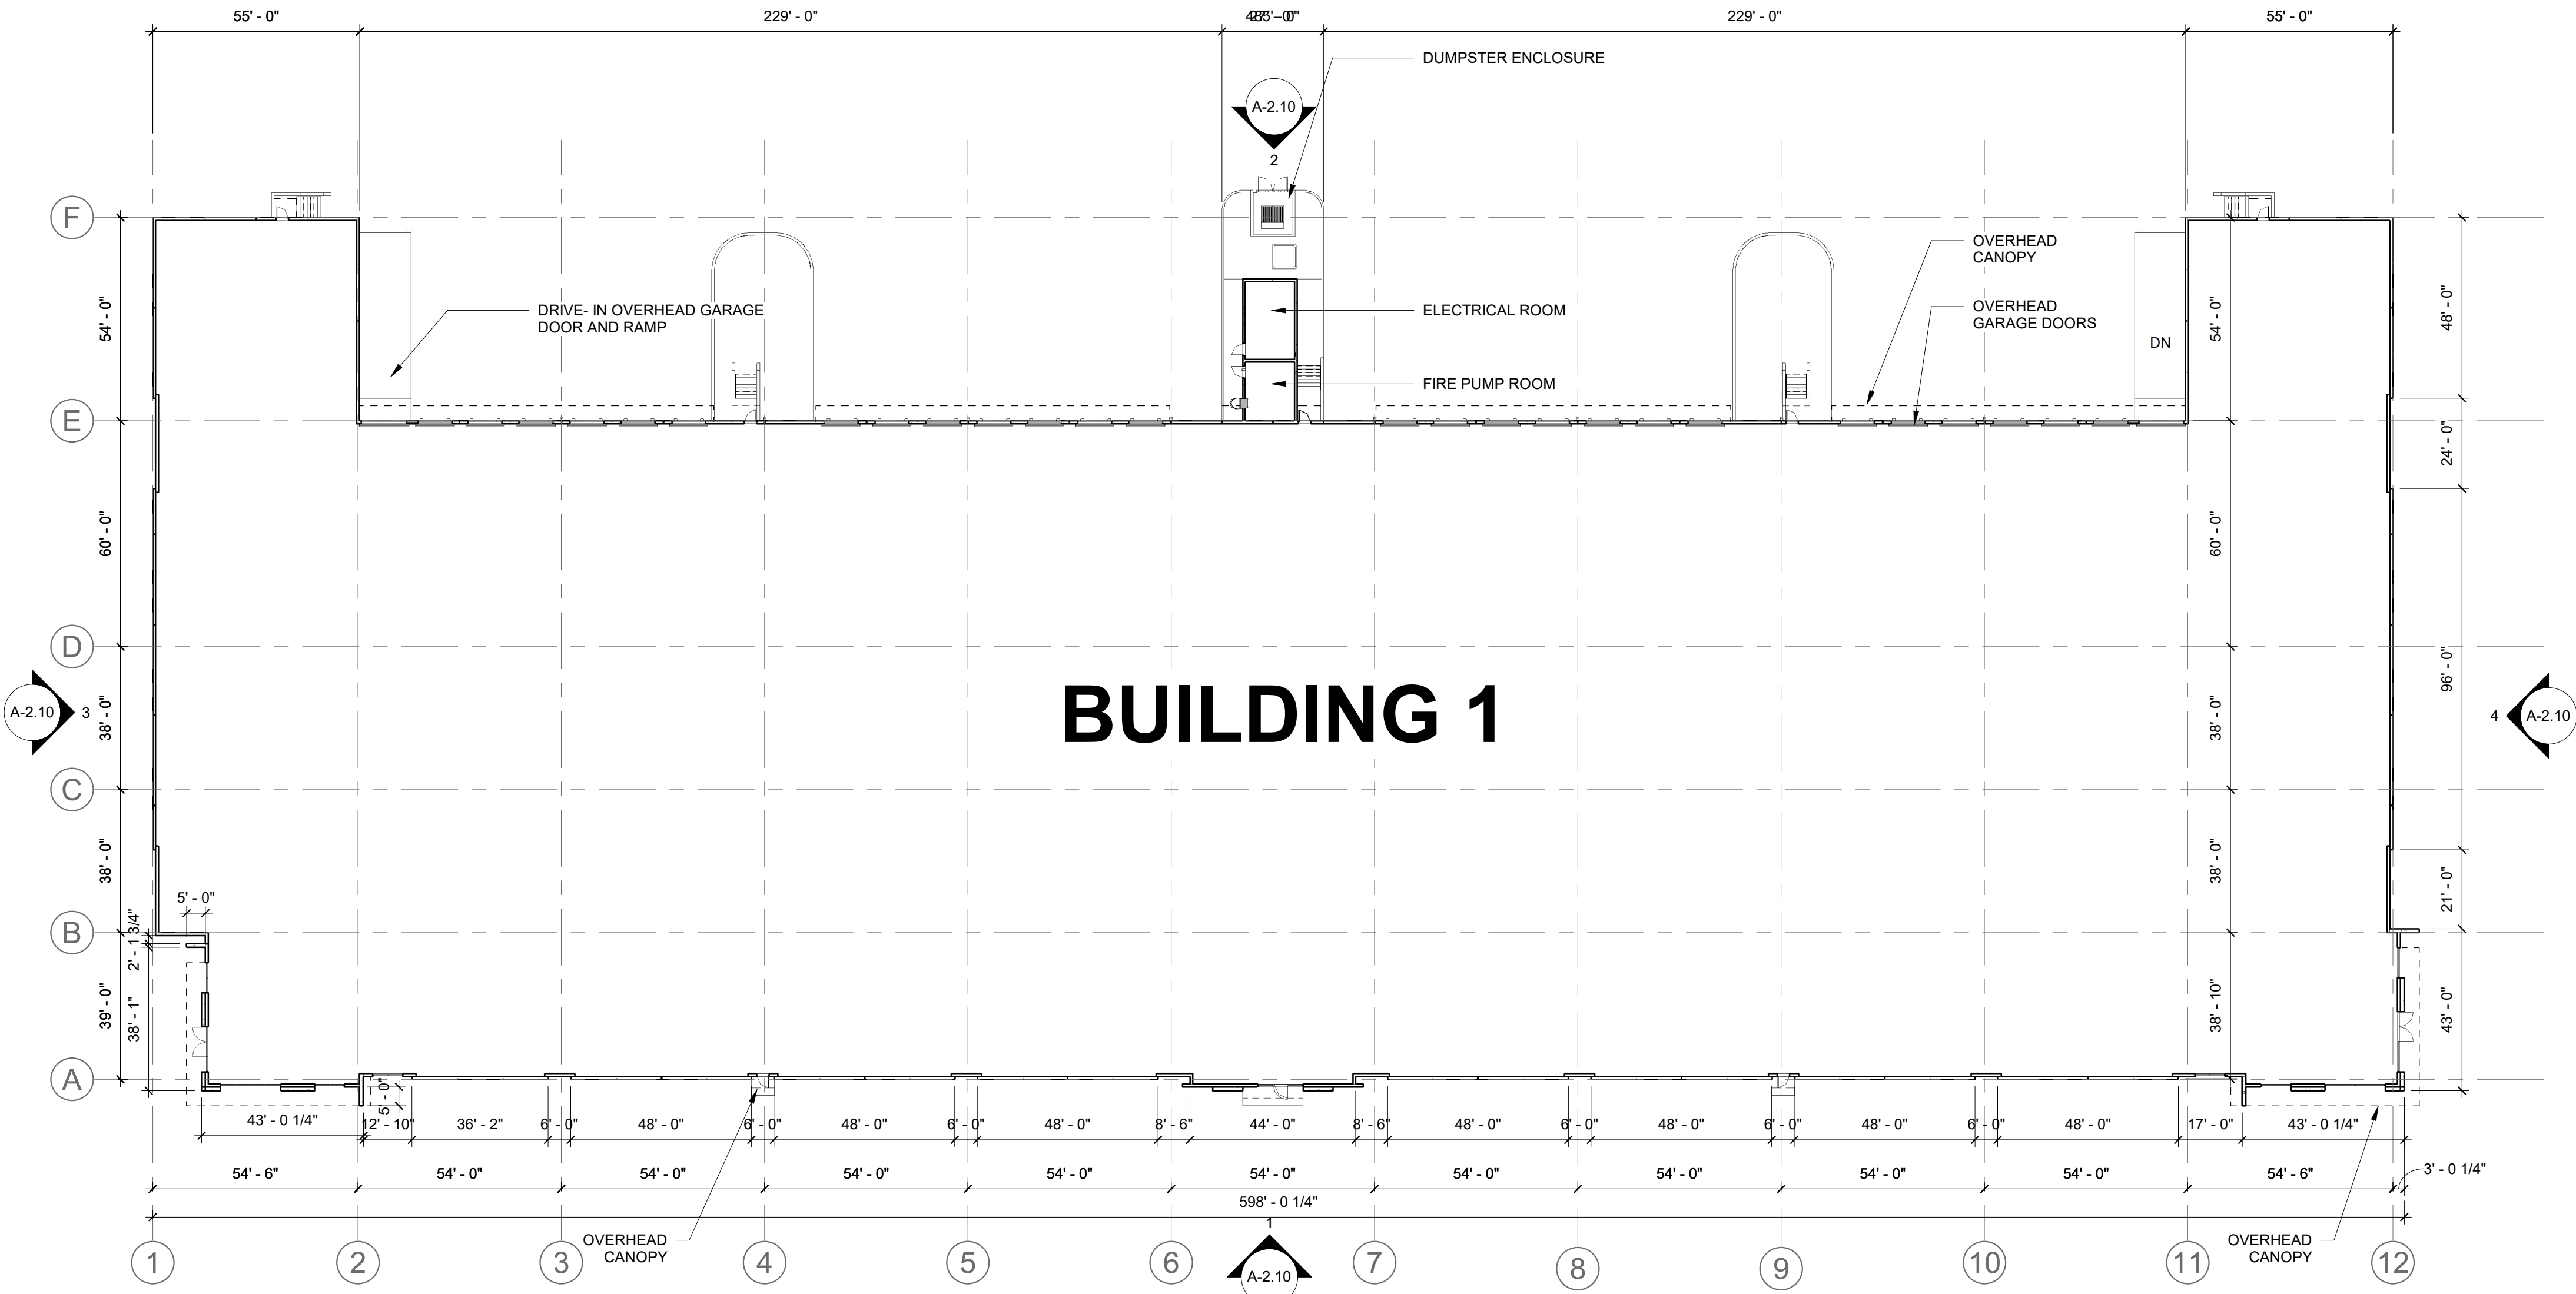 55' - 0"
229' - 0"
229' - 0"
55' - 0"
DUMPSTER ENCLOSURE
A-2.10
2
F
OVERHEAD
CANOPY
DRIVE- IN OVERHEAD GARAGE
DOOR AND RAMP
ELECTRICAL ROOM
OVERHEAD
GARAGE DOORS
54' - 0"
54' - 0"
48' - 0"
DN
FIRE PUMP ROOM
E
24' - 0"
60' - 0"
60' - 0"
D
96' - 0"
BUILDING 1
A-2.10
3
38' - 0"
38' - 0"
4
A-2.10
C
38' - 0"
38' - 0"
21' - 0"
5' - 0"
B
2' - 1 3/4"
39' - 0"
38' - 1"
38' - 10"
43' - 0"
A
5' - 0"
43' - 0 1/4"
12' - 10"
36' - 2"
6' - 0"
48' - 0"
6' - 0"
48' - 0"
6' - 0"
48' - 0"
8' - 6"
44' - 0"
8' - 6"
48' - 0"
6' - 0"
48' - 0"
6' - 0"
48' - 0"
6' - 0"
48' - 0"
17' - 0"
43' - 0 1/4"
54' - 6"
54' - 0"
54' - 0"
54' - 0"
54' - 0"
54' - 0"
54' - 0"
54' - 0"
54' - 0"
54' - 0"
54' - 6"
3' - 0 1/4"
598' - 0 1/4"
1
OVERHEAD
CANOPY
OVERHEAD
CANOPY
1
2
3
4
5
6
A-2.10
7
8
9
10
11
12